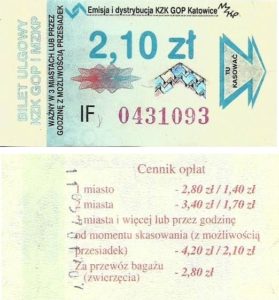 Emisja i dystrybucja KZK GOP Katowice
BILET ULGOWY
KZK GOP I MZKP
WAŻNY W 3 MIASTACH LUB PRZEZ
GODZINĘ Z MOŻLIWOŚCIĄ PRZESIADEK
2,10 zł
TU
KASOWAĆ
IF 0431093
Cennik opłat
1 miasto - 2,80 zł / 1,40 zł
2 miasta - 3,40 zł / 1,70 zł
3 miasta i więcej lub przez godzinę
od momentu skasowania (z możliwością
przesiadek) - 4,20 zł / 2,10 zł
Za przewóz bagażu
(zwierzęcia) - 2,80 zł